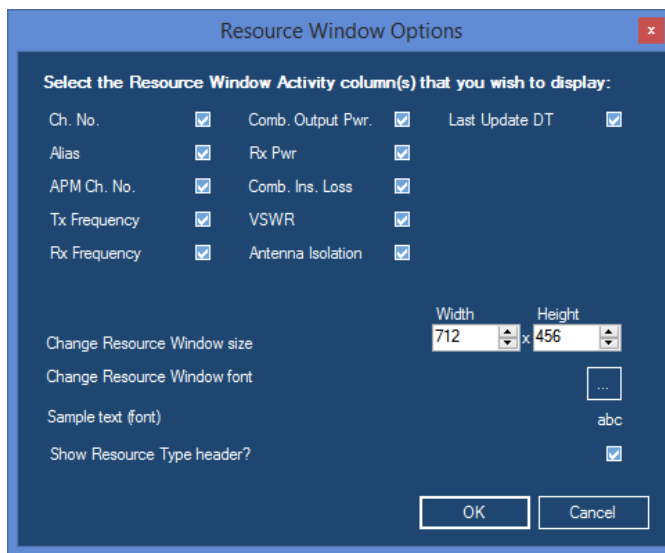 Resource Window Options
x
Select the Resource Window Activity column(s) that you wish to display:
Ch. No. Comb. Output Pwr. Last Update DT
Alias Rx Pwr
APM Ch. No. Comb. Ins. Loss
Tx Frequency VSWR
Rx Frequency Antenna Isolation
Width Height
Change Resource Window size 712 x 456
Change Resource Window font ...
Sample text (font) abc
Show Resource Type header?
OK Cancel